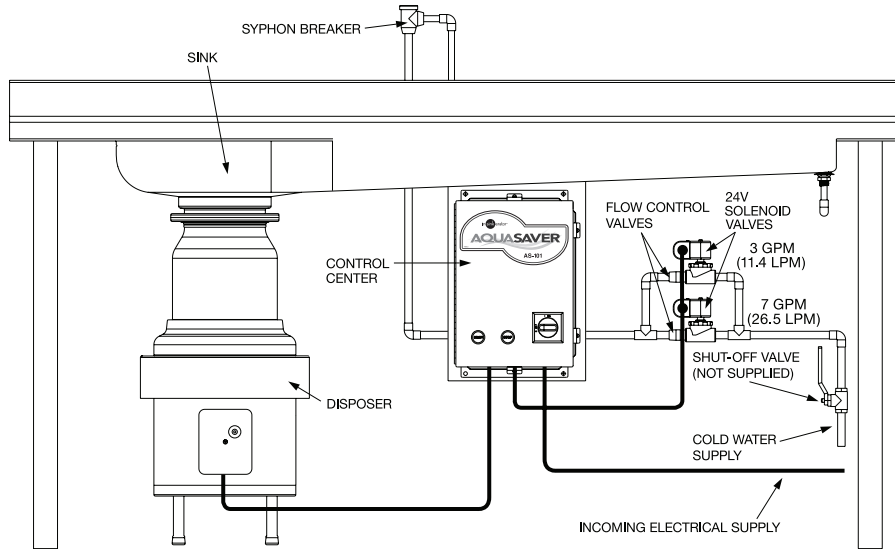 SYPHON BREAKER
SINK
FLOW CONTROL
VALVES
24V
SOLENOID
VALVES
3 GPM
(11.4 LPM)
AQUASAVER
AS-101
CONTROL
CENTER
7 GPM
(26.5 LPM)
SHUT-OFF VALVE
(NOT SUPPLIED)
DISPOSER
COLD WATER
SUPPLY
INCOMING ELECTRICAL SUPPLY